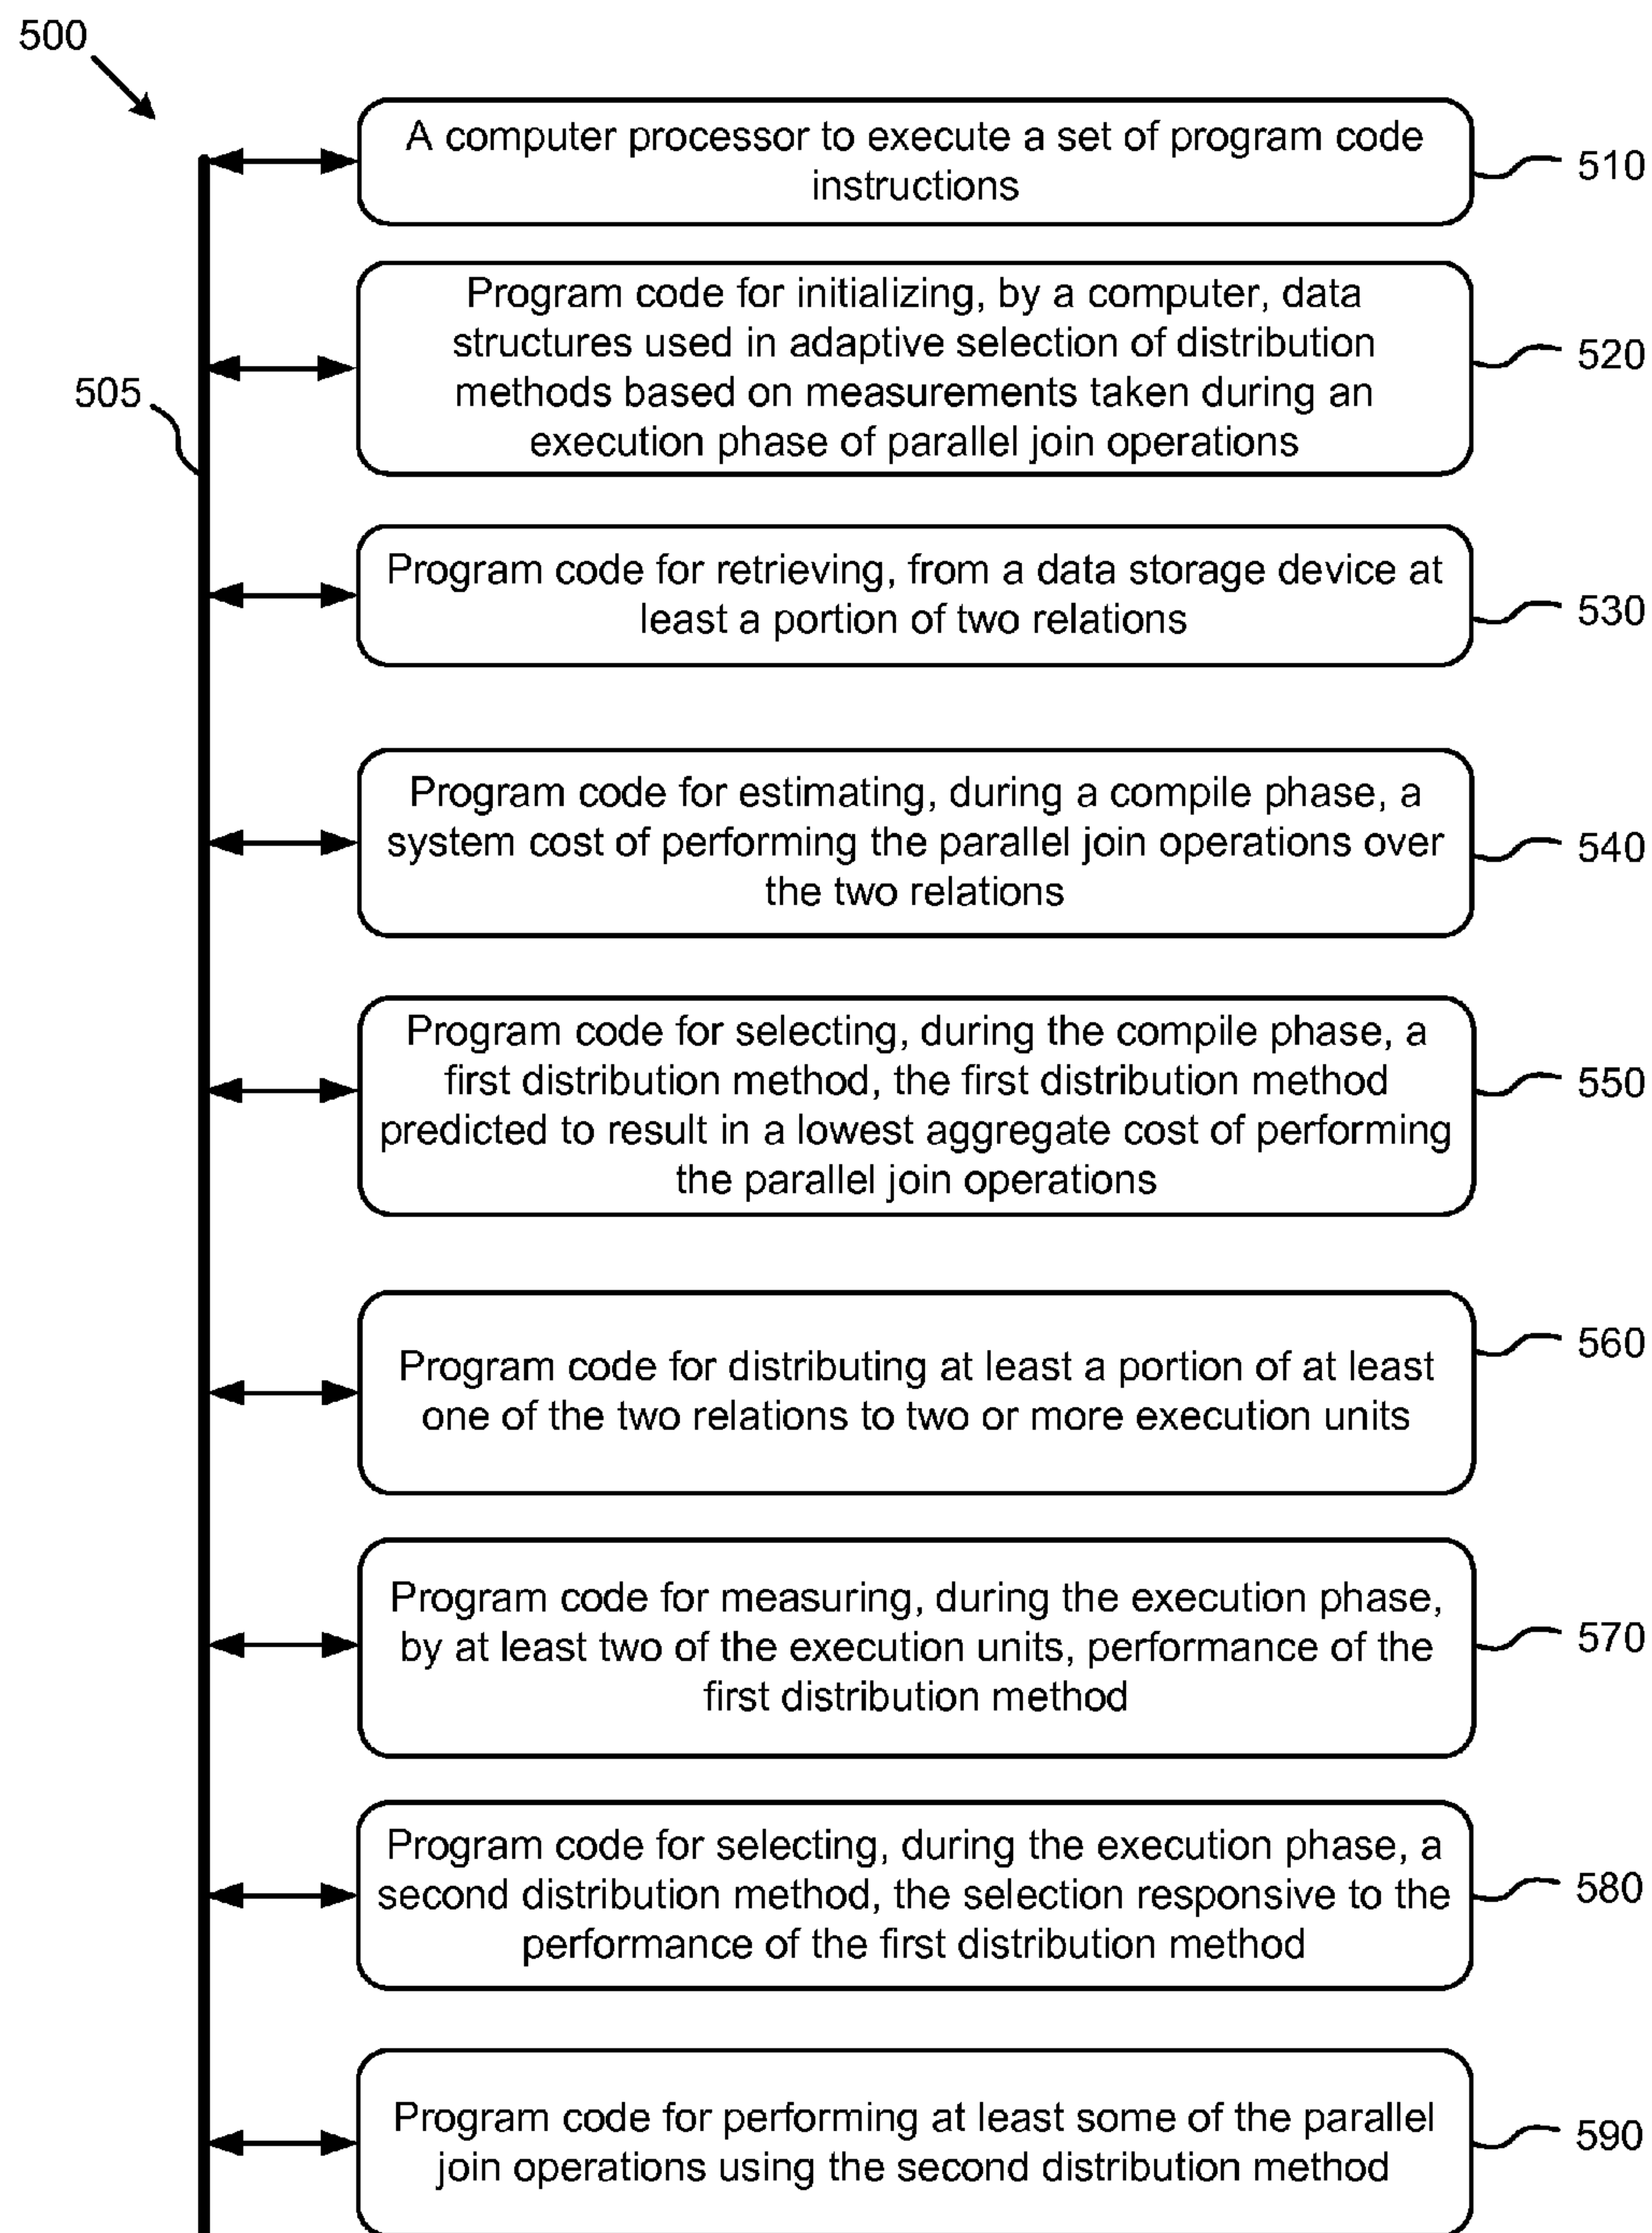 500
A computer processor to execute a set of program code
instructions
510
Program code for initializing, by a computer, data
structures used in adaptive selection of distribution
methods based on measurements taken during an
execution phase of parallel join operations
520
505
Program code for retrieving, from a data storage device at
least a portion of two relations
530
Program code for estimating, during a compile phase, a
system cost of performing the parallel join operations over
the two relations
540
Program code for selecting, during the compile phase, a
first distribution method, the first distribution method
predicted to result in a lowest aggregate cost of performing
the parallel join operations
550
Program code for distributing at least a portion of at least
one of the two relations to two or more execution units
560
Program code for measuring, during the execution phase,
by at least two of the execution units, performance of the
first distribution method
570
Program code for selecting, during the execution phase, a
second distribution method, the selection responsive to the
performance of the first distribution method
580
Program code for performing at least some of the parallel
join operations using the second distribution method
590